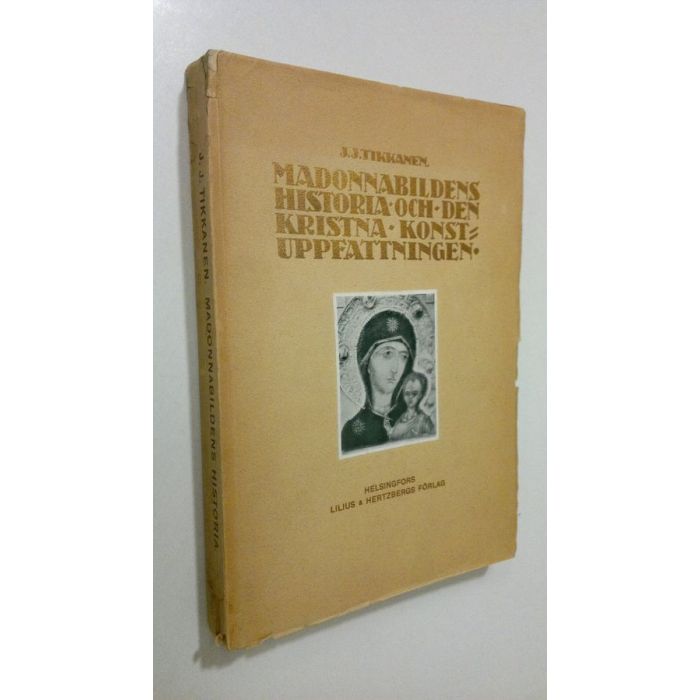 J. J. TIKKANEN.
MADONNABILDENS
HISTORIA · OCH · DEN
KRISTNA · KONST=
UPPFATTNINGEN ·
HELSINGFORS
LILIUS & HERTZBERGS FÖRLAG
J. J. TIKKANEN. MADONNABILDENS HISTORIA